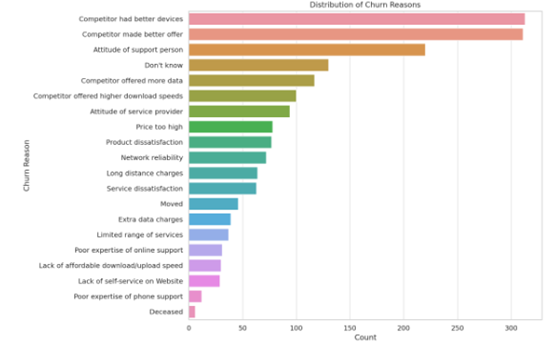 Distribution of Churn Reasons
Churn Reason
Competitor had better devices
Competitor made better offer
Attitude of support person
Don't know
Competitor offered more data
Competitor offered higher download speeds
Attitude of service provider
Price too high
Product dissatisfaction
Network reliability
Long distance charges
Service dissatisfaction
Moved
Extra data charges
Limited range of services
Poor expertise of online support
Lack of affordable download/upload speed
Lack of self-service on Website
Poor expertise of phone support
Deceased
0 50 100 150 200 250 300
Count